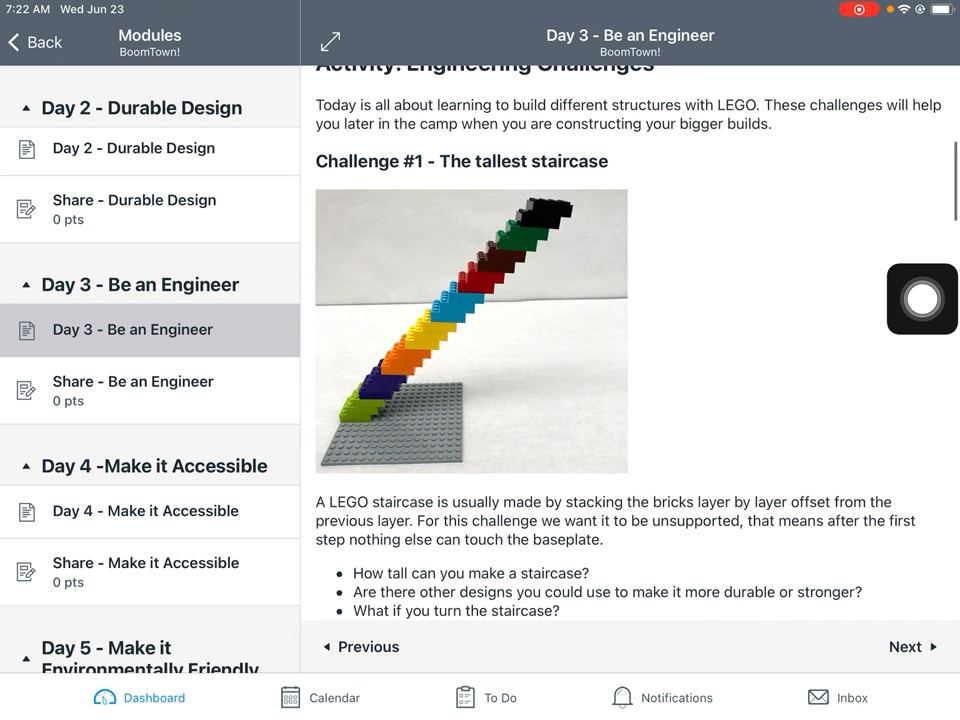 7:22 AM Wed Jun 23
Back
Modules
BoomTown!
Day 3 - Be an Engineer
BoomTown!
Day 2 - Durable Design
Day 2 - Durable Design
Share - Durable Design
0 pts
Day 3 - Be an Engineer
Day 3 - Be an Engineer
Share - Be an Engineer
0 pts
Day 4 -Make it Accessible
Day 4 - Make it Accessible
Share - Make it Accessible
0 pts
Day 5 - Make it
Environmentally Friendly
Activity: Engineering Challenges
Today is all about learning to build different structures with LEGO. These challenges will help
you later in the camp when you are constructing your bigger builds.
Challenge #1 - The tallest staircase
A LEGO staircase is usually made by stacking the bricks layer by layer offset from the
previous layer. For this challenge we want it to be unsupported, that means after the first
step nothing else can touch the baseplate.
How tall can you make a staircase?
Are there other designs you could use to make it more durable or stronger?
What if you turn the staircase?
Previous
Next
Dashboard
Calendar
To Do
Notifications
Inbox